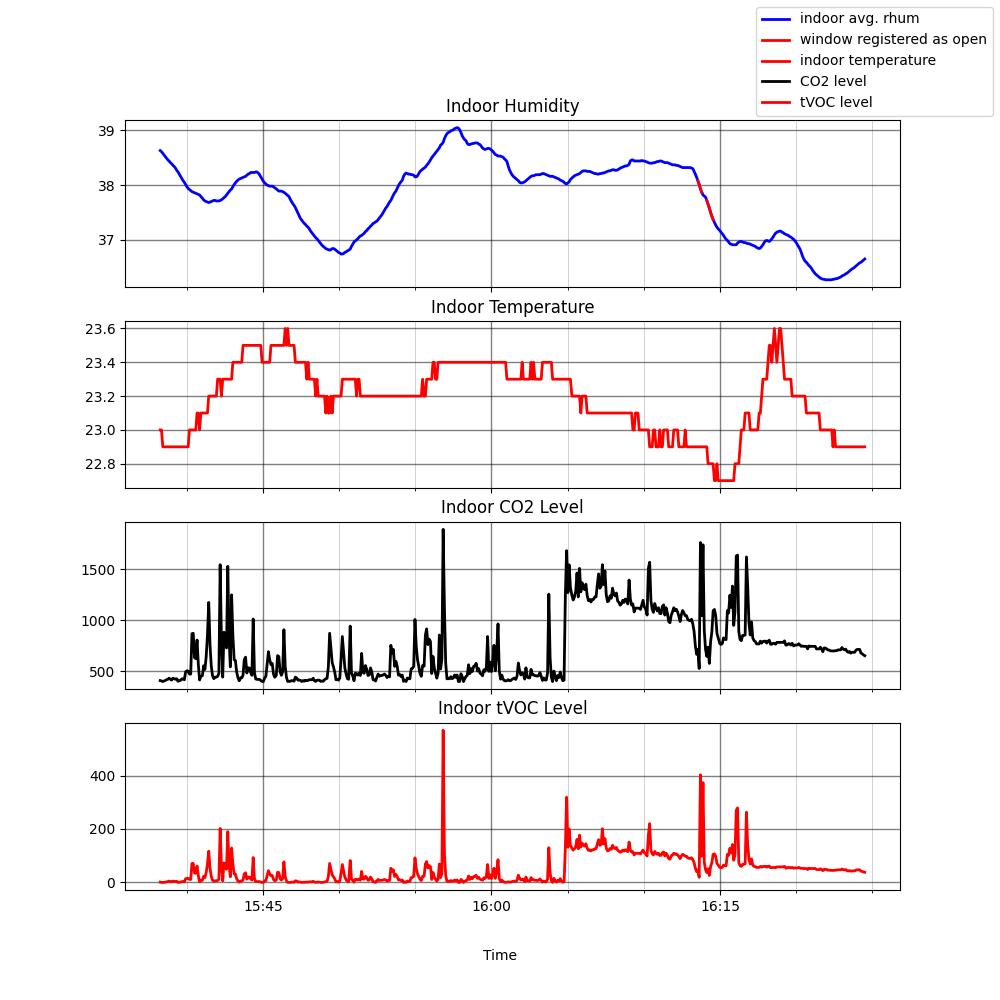 indoor avg. rhum
window registered as open
indoor temperature
CO2 level
tVOC level
Indoor Humidity
39
38
37
Indoor Temperature
23.6
23.4
23.2
23.0
22.8
Indoor CO2 Level
1500
1000
500
Indoor tVOC Level
400
200
0
15:45 16:00 16:15
Time